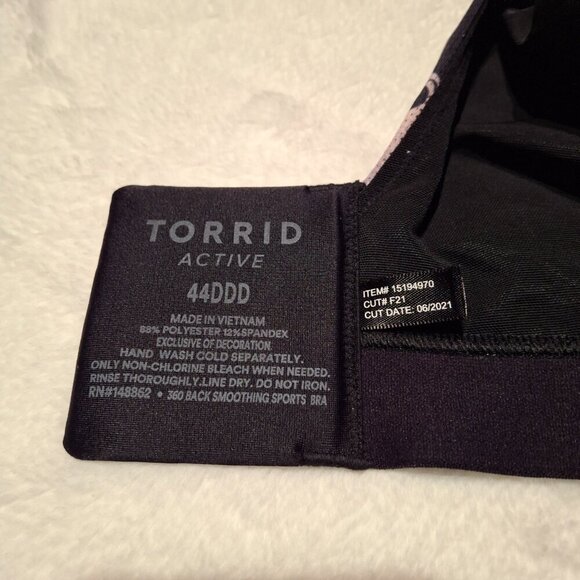 TORRID
ACTIVE
44DDD
MADE IN VIETNAM
88% POLYESTER 12%SPANDEX
EXCLUSIVE OF DECORATION.
HAND WASH COLD SEPARATELY.
ONLY NON-CHLORINE BLEACH WHEN NEEDED.
RINSE THOROUGHLY.LINE DRY. DO NOT IRON.
RN#148862 • 360 BACK SMOOTHING SPORTS BRA
ITEM# 15194970
CUT# F21
CUT DATE: 06/2021